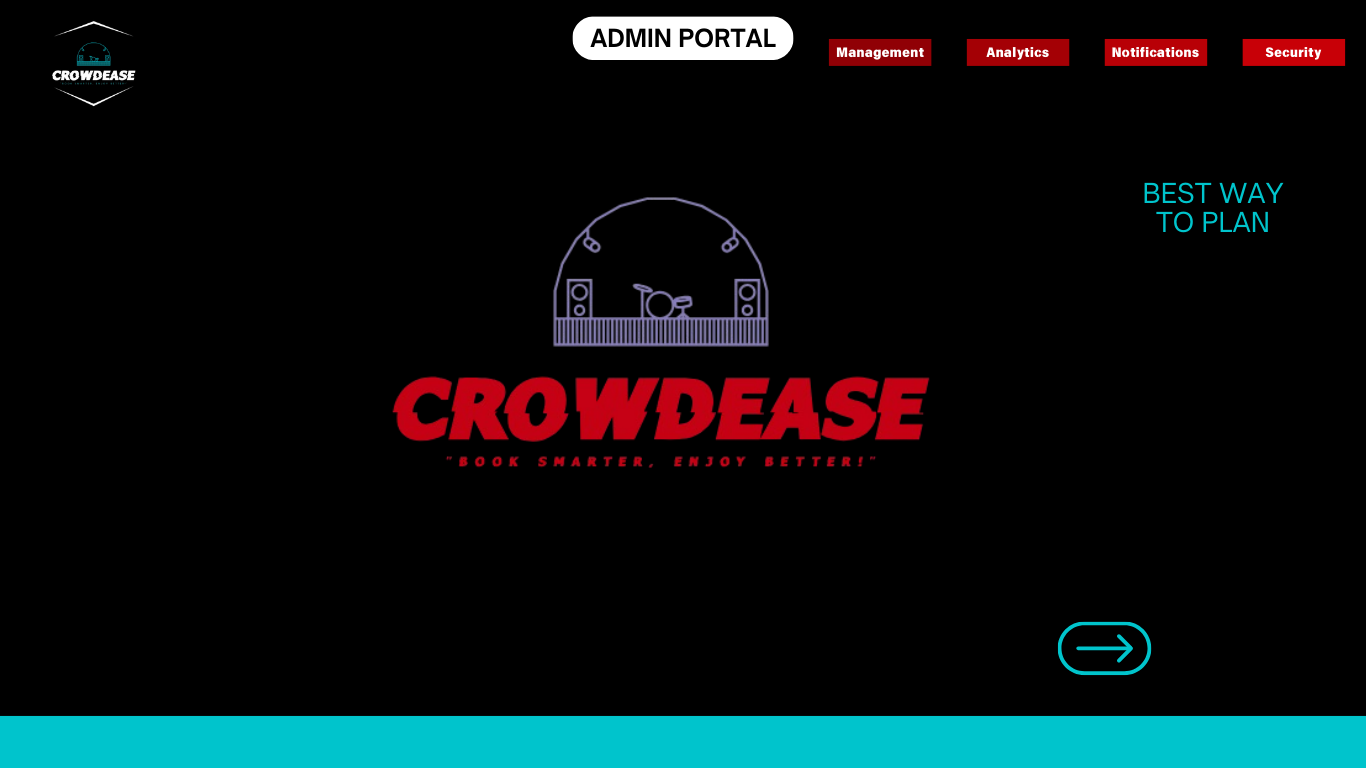 ADMIN PORTAL
Management
Analytics
Notifications
Security
CROWDEASE
BEST WAY
TO PLAN
CROWDEASE
"BOOK SMARTER, ENJOY BETTER!"